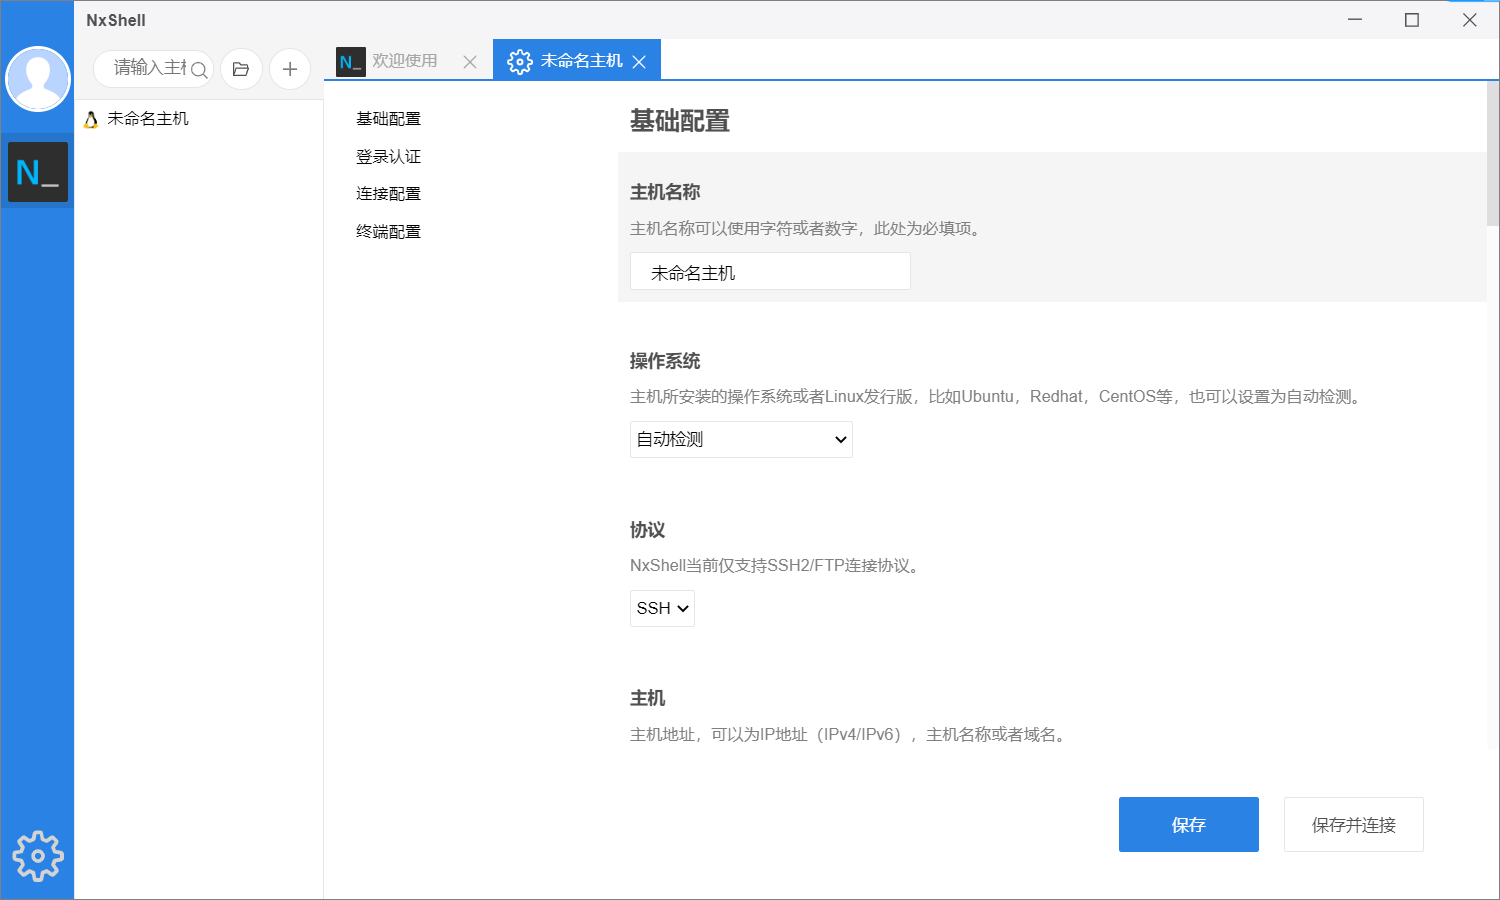 NxShell
请输入主机
N_ 欢迎使用
未命名主机
未命名主机
N_
基础配置
登录认证
连接配置
终端配置
基础配置
主机名称
主机名称可以使用字符或者数字，此处为必填项。
未命名主机
操作系统
主机所安装的操作系统或者Linux发行版，比如Ubuntu，Redhat，CentOS等，也可以设置为自动检测。
自动检测
协议
NxShell当前仅支持SSH2/FTP连接协议。
SSH
主机
主机地址，可以为IP地址（IPv4/IPv6），主机名称或者域名。
保存
保存并连接